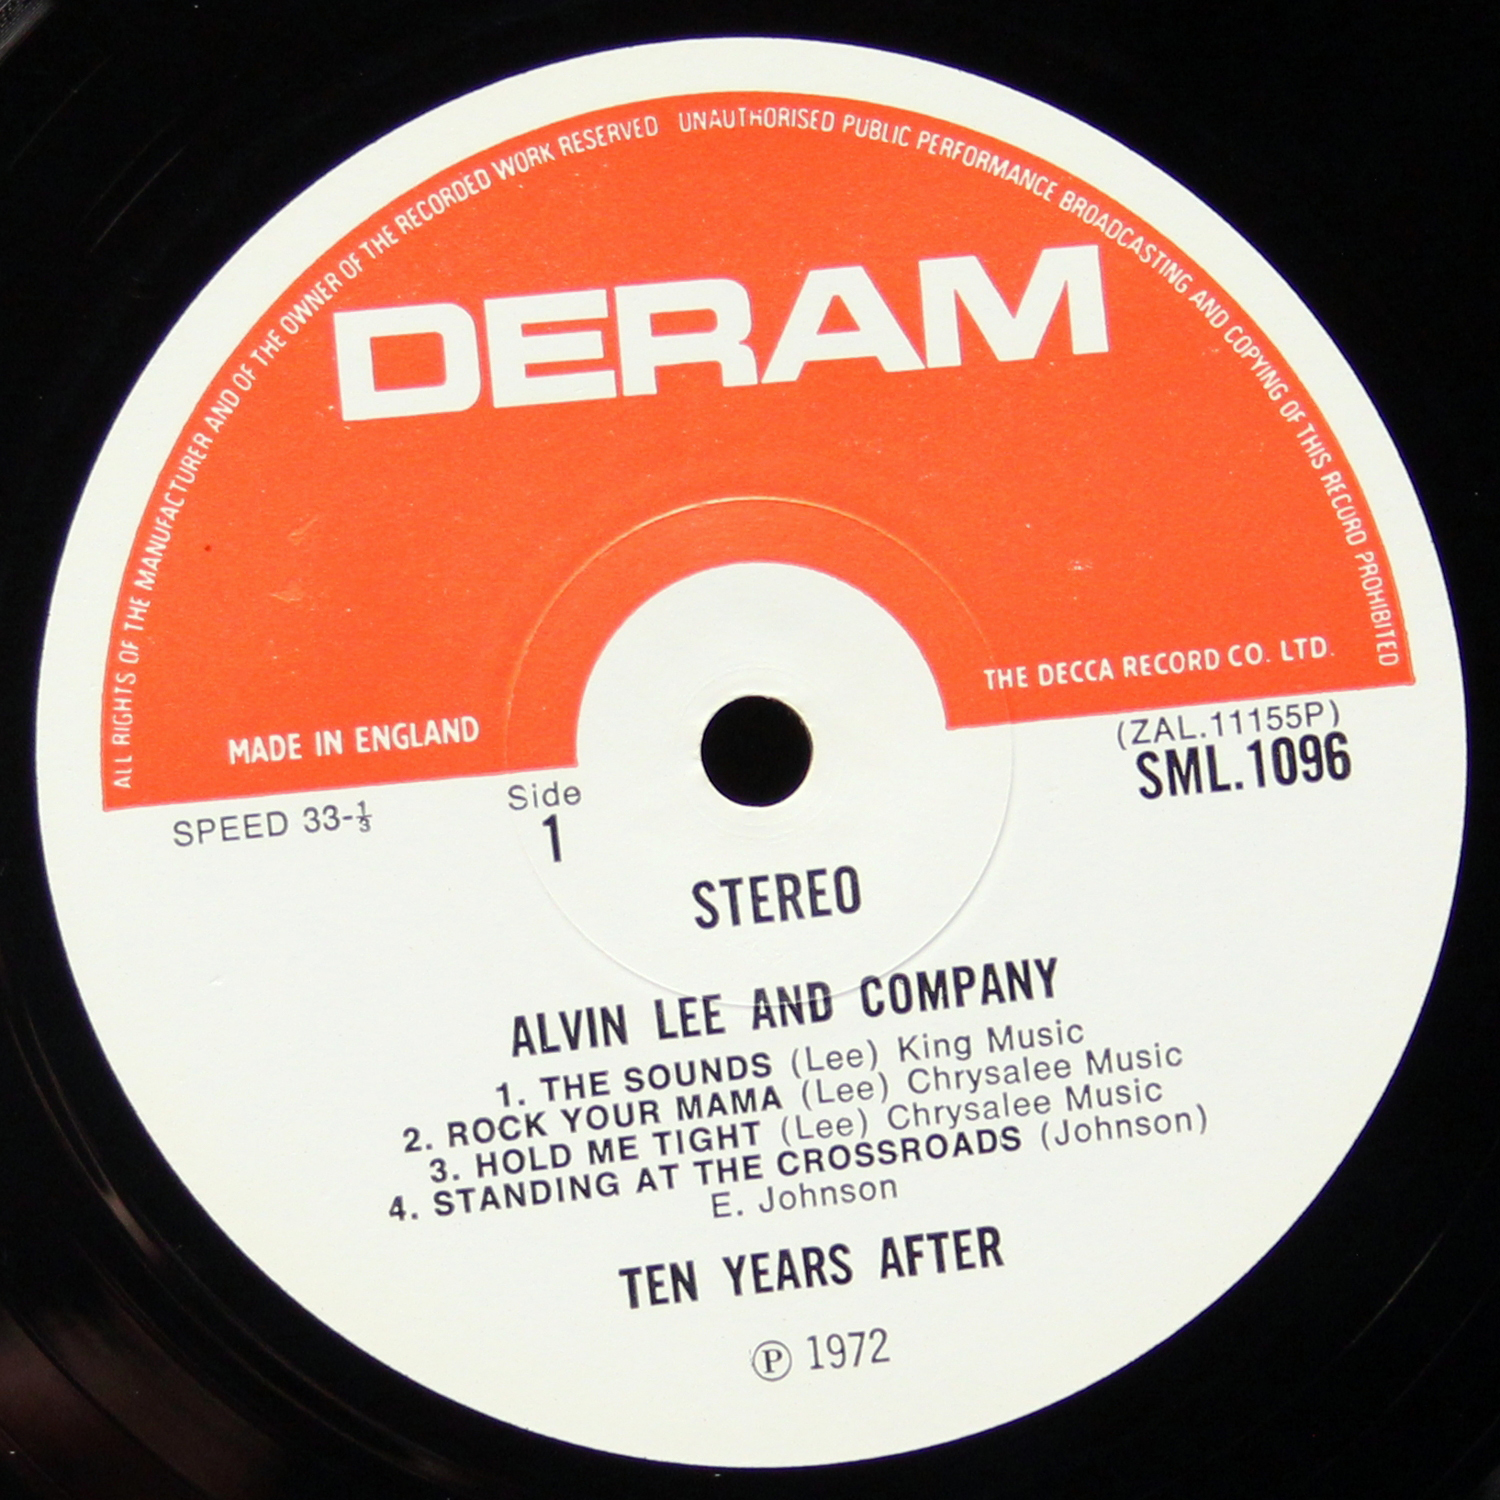 ALL RIGHTS OF THE MANUFACTURER AND OF THE OWNER OF THE RECORDED WORK RESERVED UNAUTHORISED PUBLIC PERFORMANCE BROADCASTING AND COPYING OF THIS RECORD PROHIBITED
DERAM
MADE IN ENGLAND
THE DECCA RECORD CO. LTD.
SPEED 33-⅓
Side
1
(ZAL.11155P)
SML.1096
STEREO
ALVIN LEE AND COMPANY
1. THE SOUNDS (Lee) King Music
2. ROCK YOUR MAMA (Lee) Chrysalee Music
3. HOLD ME TIGHT (Lee) Chrysalee Music
4. STANDING AT THE CROSSROADS (Johnson)
E. Johnson
TEN YEARS AFTER
Ⓟ 1972